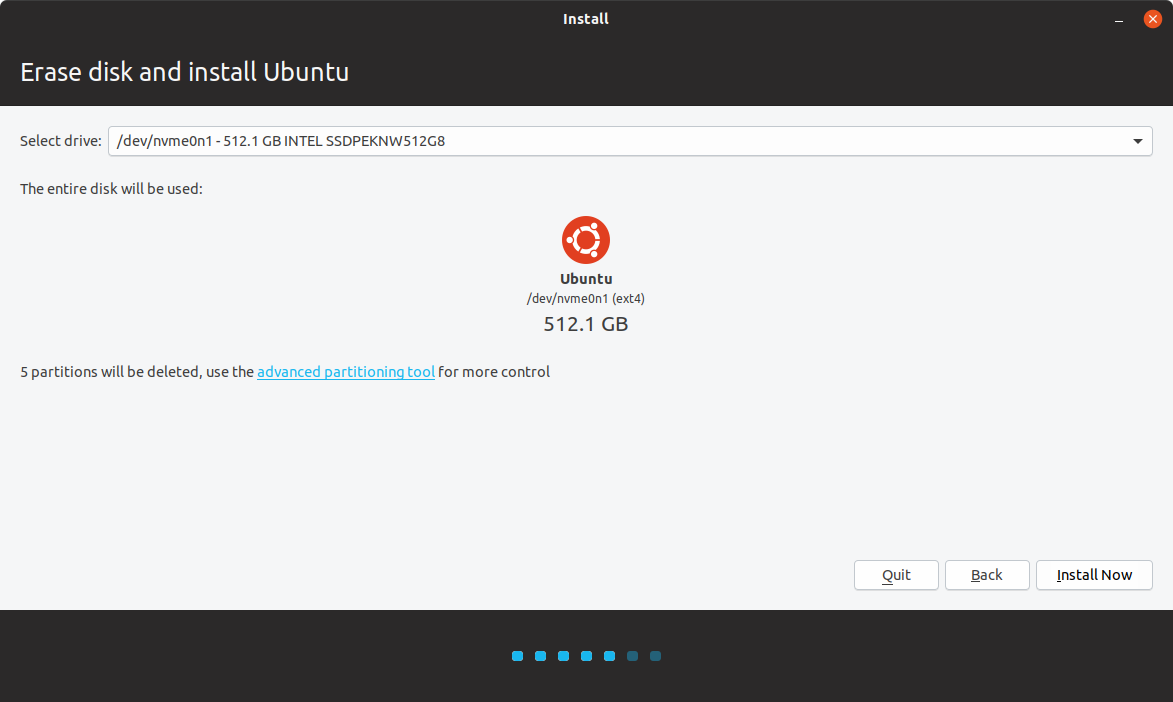 Install
Erase disk and install Ubuntu
Select drive: /dev/nvme0n1 - 512.1 GB INTEL SSDPEKNW512G8
The entire disk will be used:
Ubuntu
/dev/nvme0n1 (ext4)
512.1 GB
5 partitions will be deleted, use the advanced partitioning tool for more control
Quit Back Install Now